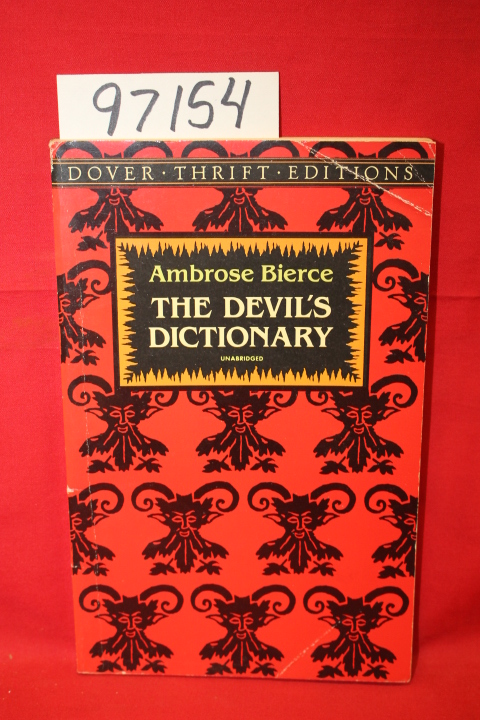 97154
DOVER · THRIFT · EDITIONS
Ambrose Bierce
THE DEVIL'S
DICTIONARY
UNABRIDGED